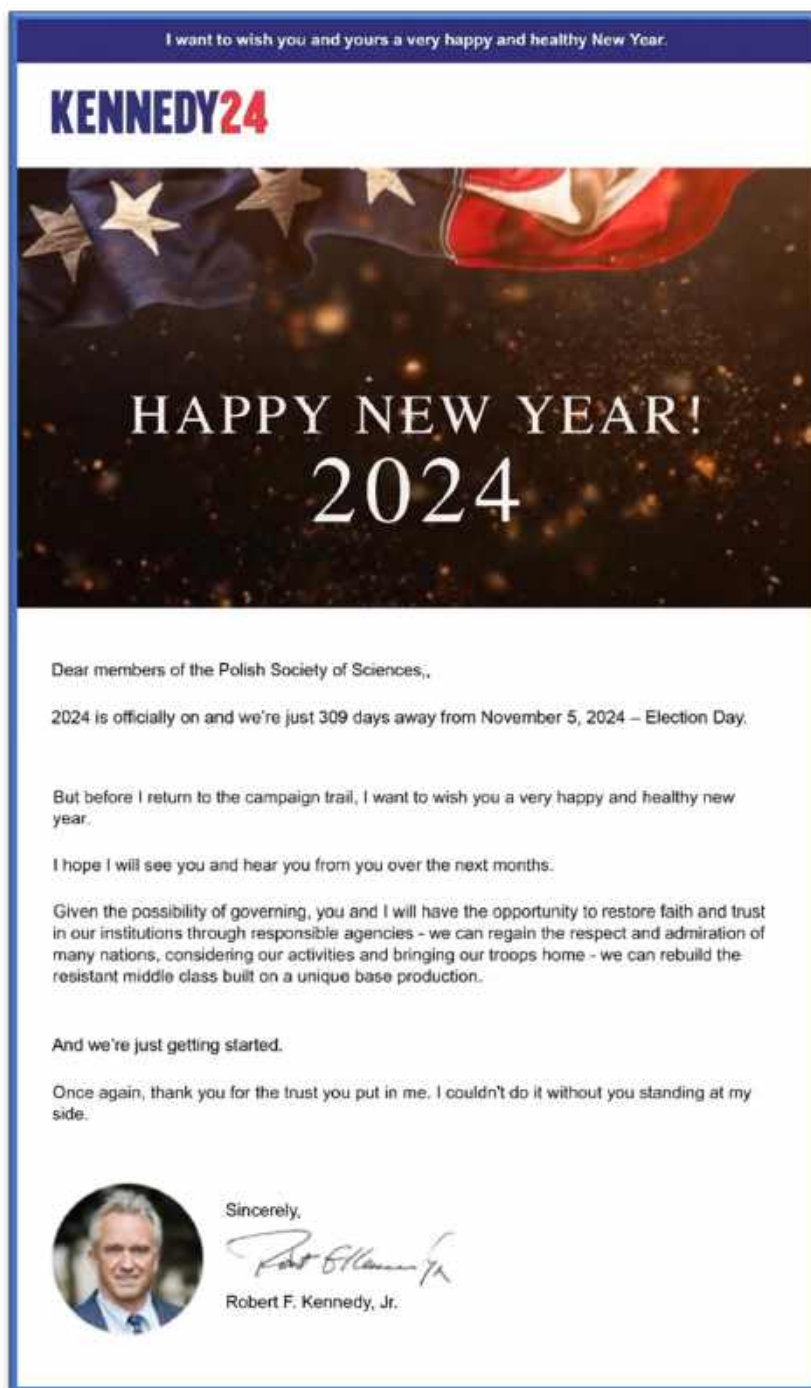 I want to wish you and yours a very happy and healthy New Year.
KENNEDY24
HAPPY NEW YEAR!
2024
Dear members of the Polish Society of Sciences,,
2024 is officially on and we're just 309 days away from November 5, 2024 – Election Day.
But before I return to the campaign trail, I want to wish you a very happy and healthy new
year.
I hope I will see you and hear you from you over the next months.
Given the possibility of governing, you and I will have the opportunity to restore faith and trust
in our institutions through responsible agencies - we can regain the respect and admiration of
many nations, considering our activities and bringing our troops home - we can rebuild the
resistant middle class built on a unique base production.
And we're just getting started.
Once again, thank you for the trust you put in me. I couldn't do it without you standing at my
side.
Sincerely,
Robert F. Kennedy, Jr.